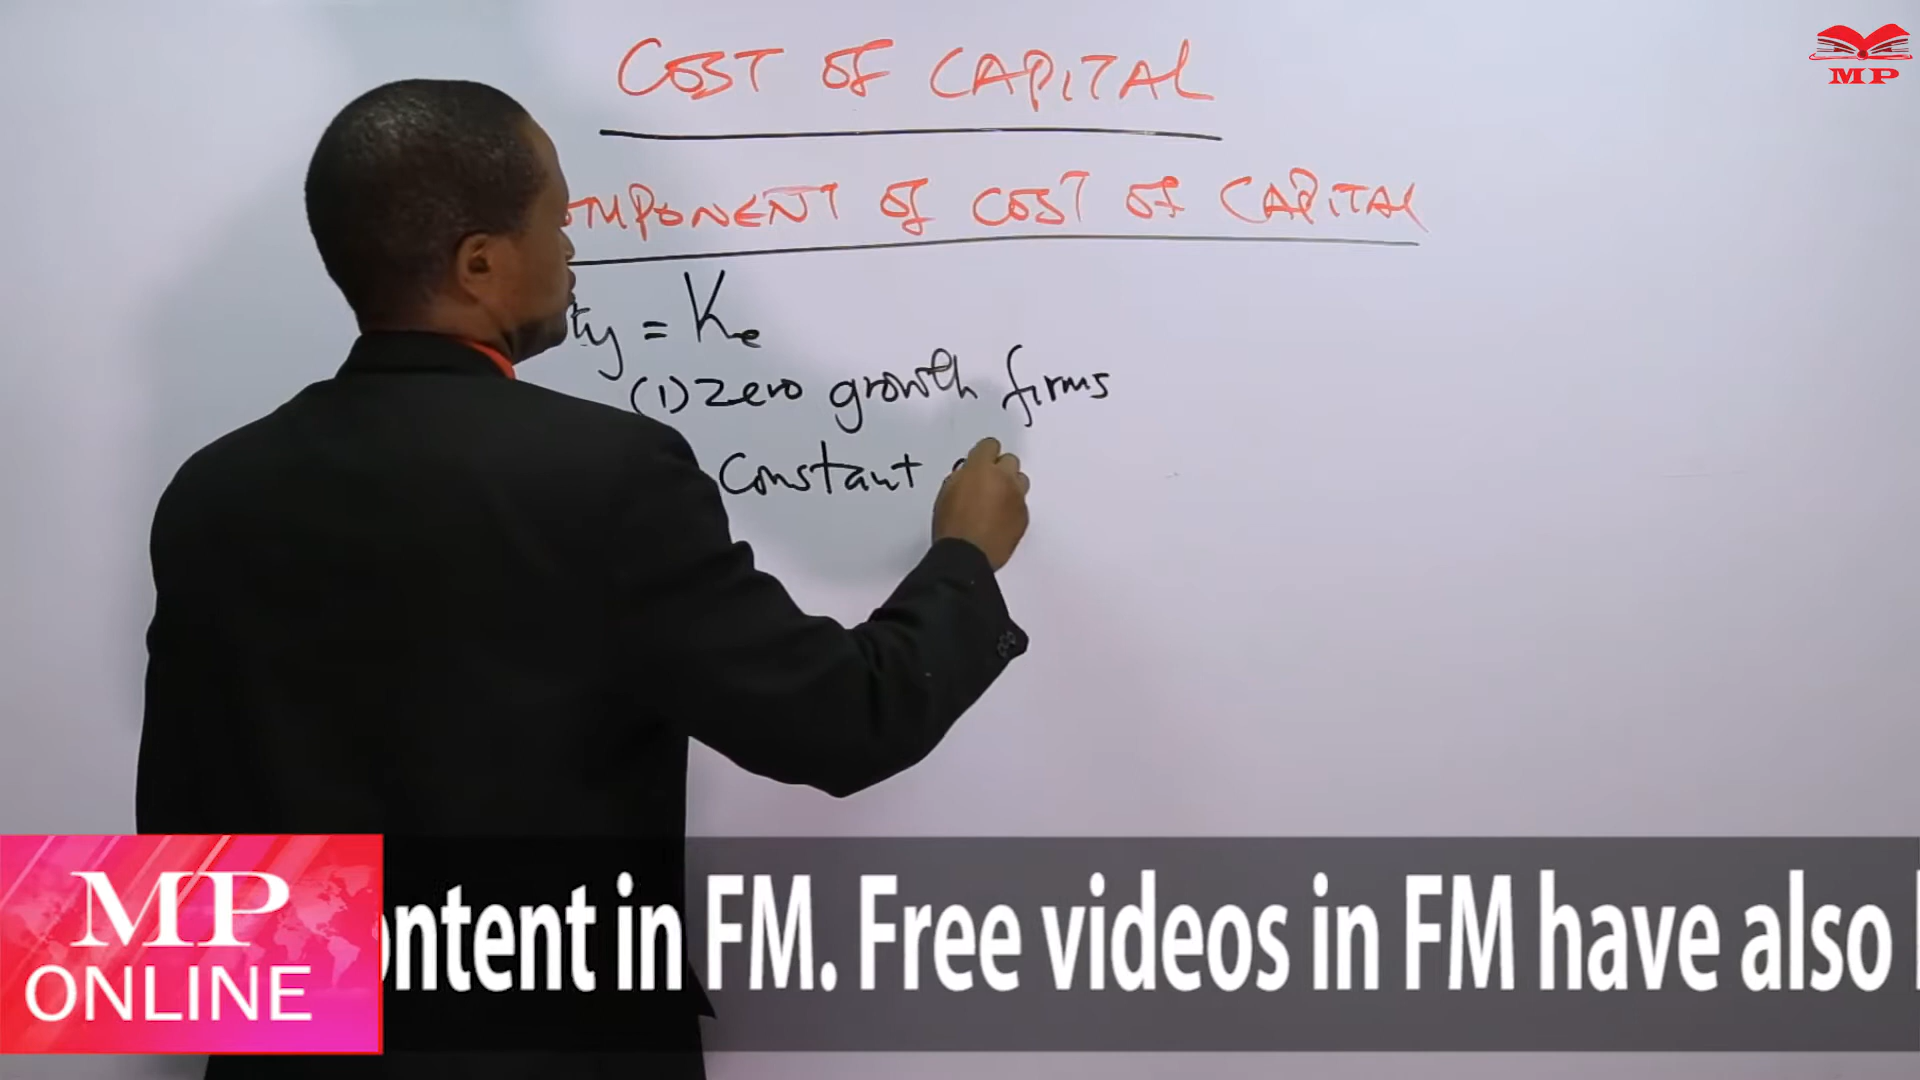 COST OF CAPITAL
MP
OMPONENT OF COST OF CAPITAL
ty = Ke
(1) Zero growth firms
Constant
MP
ONLINE
ontent in FM. Free videos in FM have also